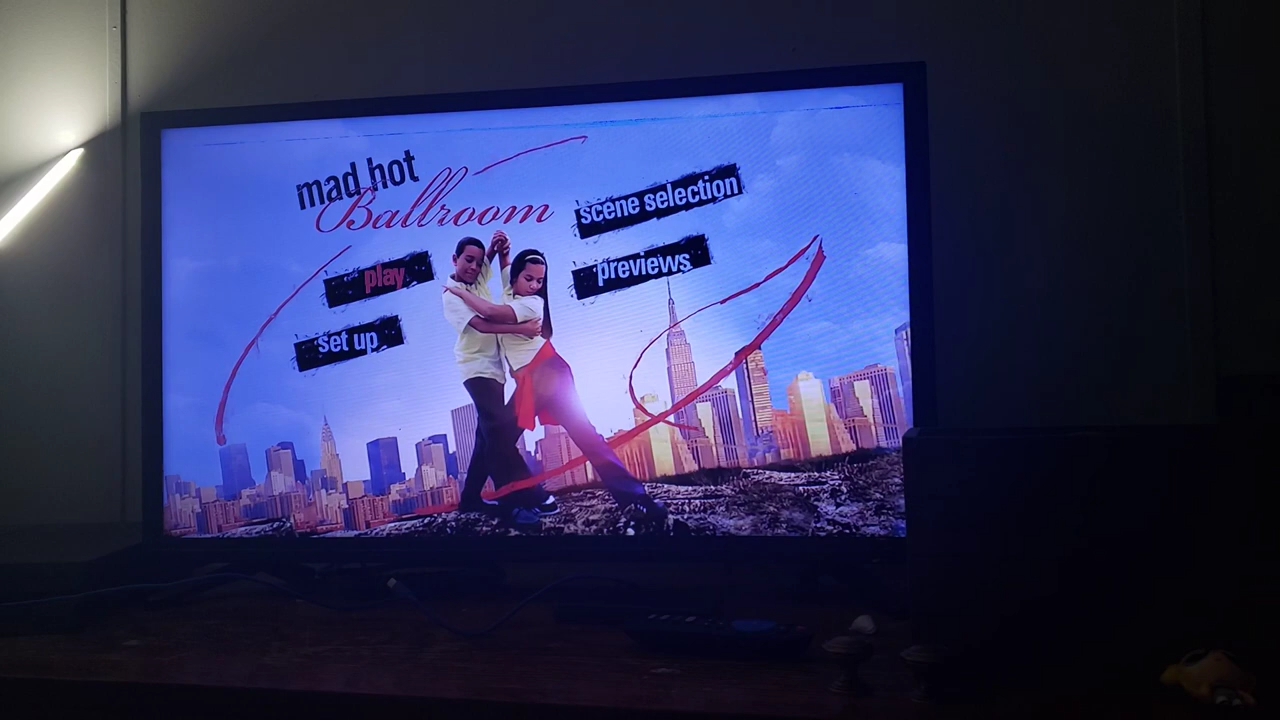 mad hot
Ballroom
play
set up
scene selection
previews